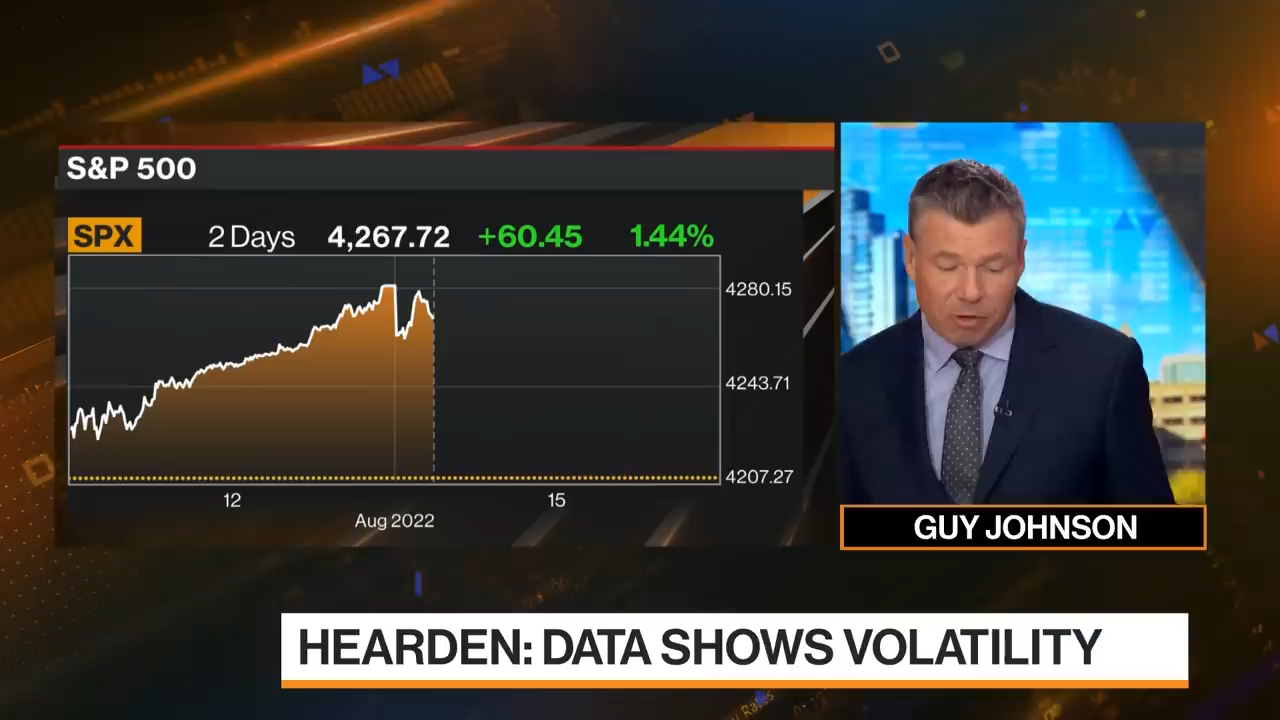 S&P 500
SPX 2 Days 4,267.72 +60.45 1.44%
4280.15
4243.71
4207.27
12 15
Aug 2022
GUY JOHNSON
HEARDEN: DATA SHOWS VOLATILITY